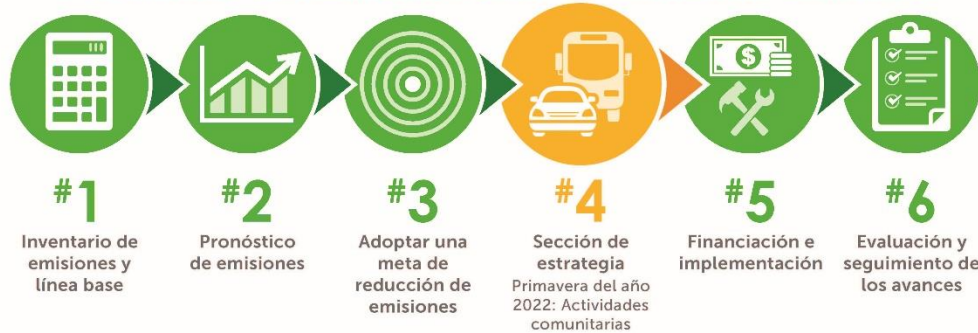 #1
Inventario de
emisiones y
línea base
#2
Pronóstico
de emisiones
#3
Adoptar una
meta de
reducción de
emisiones
#4
Sección de
estrategia
Primavera del año
2022: Actividades
comunitarias
#5
Financiación e
implementación
#6
Evaluación y
seguimiento de
los avances